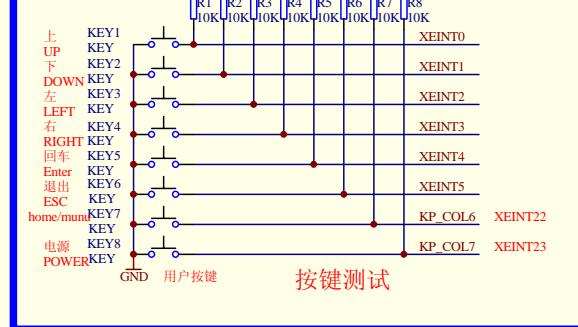 R1 R2 R3 R4 R5 R6 R7 R8
10K 10K 10K 10K 10K 10K 10K 10K
上 KEY1 XEINT0
UP KEY
下 KEY2 XEINT1
DOWN KEY
左 KEY3 XEINT2
LEFT KEY
右 KEY4 XEINT3
RIGHT KEY
回车 KEY5 XEINT4
Enter KEY
退出 KEY6 XEINT5
ESC KEY
home/munu KEY7 KP_COL6 XEINT22
KEY
电源 KEY8 KP_COL7 XEINT23
POWER KEY
GND 用户按键 按键测试